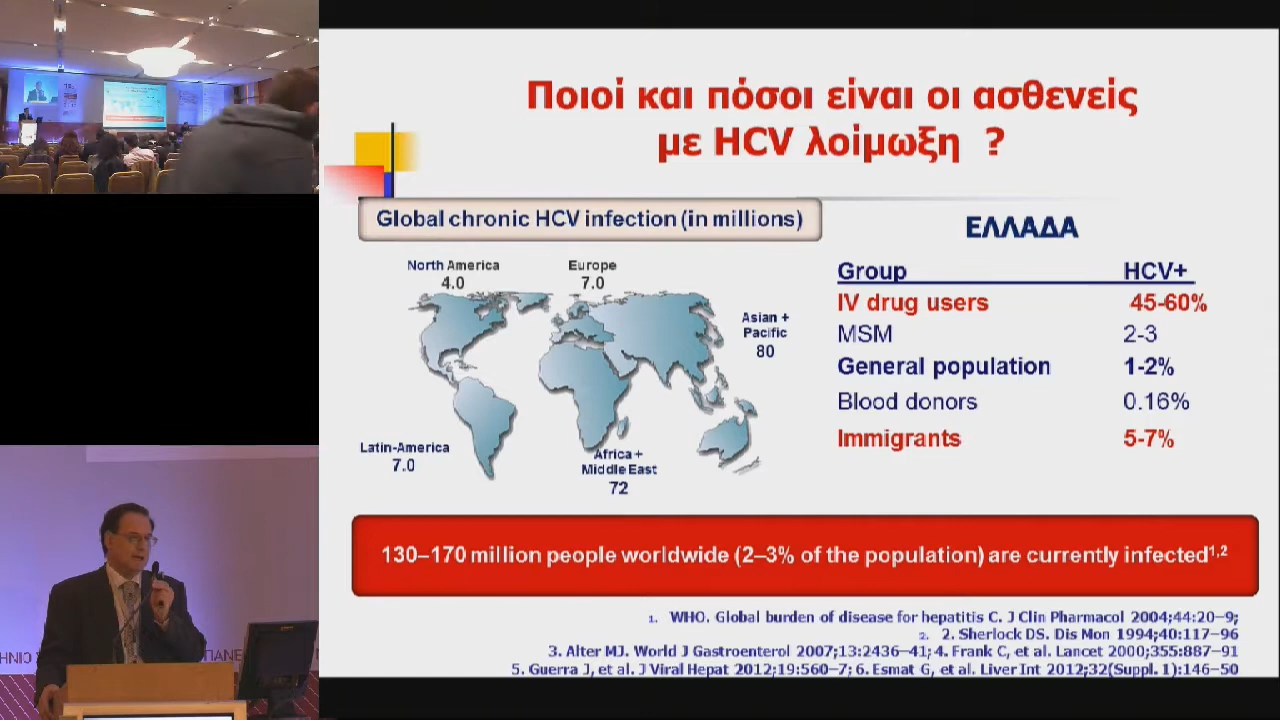 Ποιοί και πόσοι είναι οι ασθενείς
με HCV λοίμωξη ?
Global chronic HCV infection (in millions)
North America
4.0
Europe
7.0
Asian +
Pacific
80
Latin-America
7.0
Africa +
Middle East
72
ΕΛΛΑΔΑ
Group HCV+
IV drug users 45-60%
MSM 2-3
General population 1-2%
Blood donors 0.16%
Immigrants 5-7%
130–170 million people worldwide (2–3% of the population) are currently infected1,2
1. WHO. Global burden of disease for hepatitis C. J Clin Pharmacol 2004;44:20–9;
2. 2. Sherlock DS. Dis Mon 1994;40:117–96
3. Alter MJ. World J Gastroenterol 2007;13:2436–41; 4. Frank C, et al. Lancet 2000;355:887–91
5. Guerra J, et al. J Viral Hepat 2012;19:560–7; 6. Esmat G, et al. Liver Int 2012;32(Suppl. 1):146–50